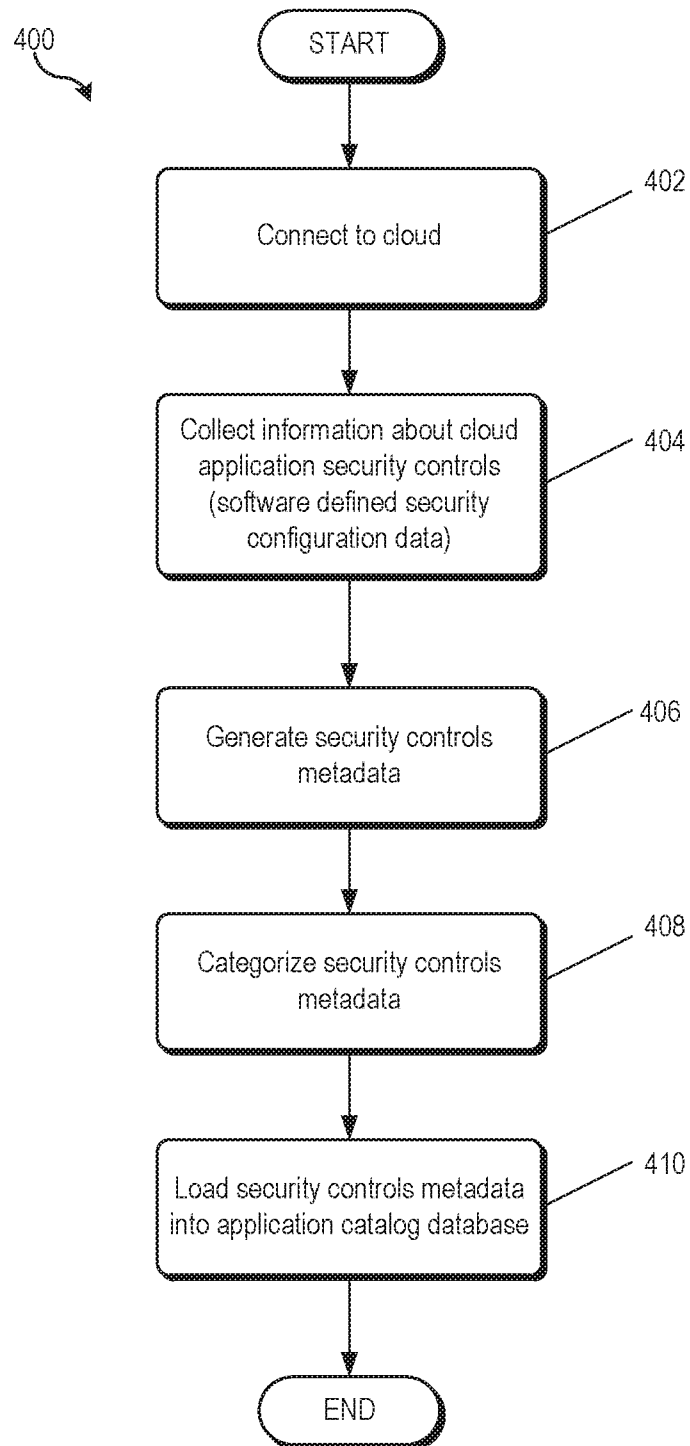 400
START
402
Connect to cloud
404
Collect information about cloud
application security controls
(software defined security
configuration data)
406
Generate security controls
metadata
408
Categorize security controls
metadata
410
Load security controls metadata
into application catalog database
END